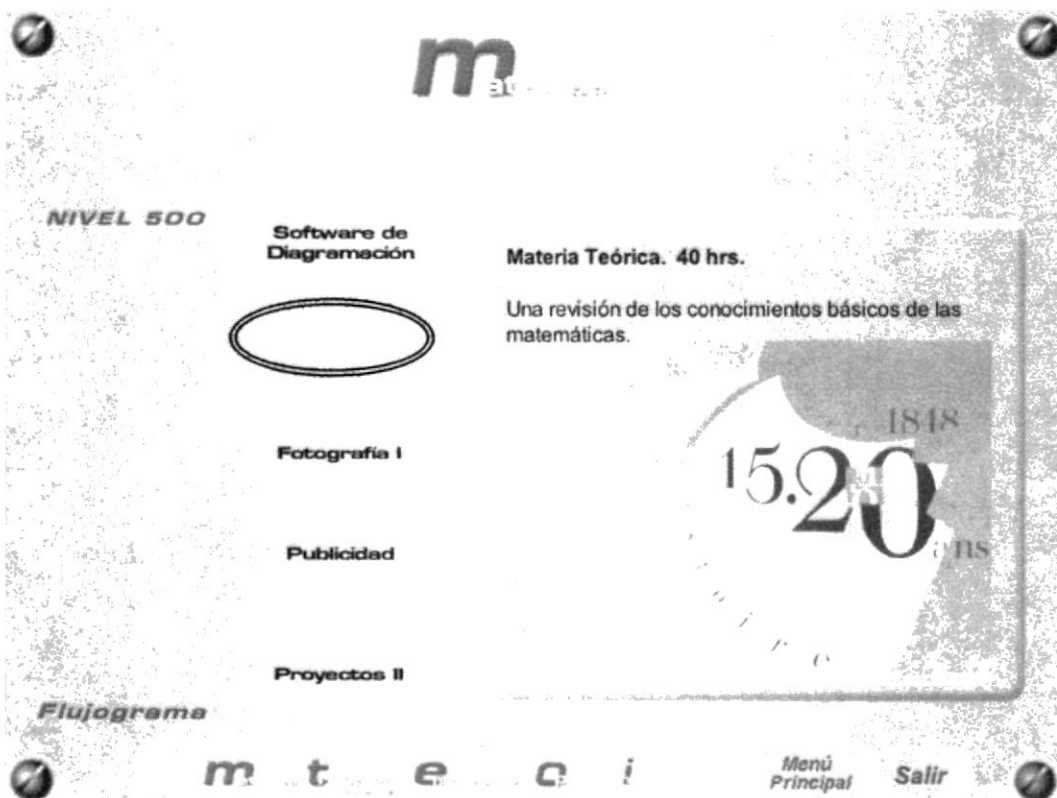 m
NIVEL 500
Software de
Diagramación
Materia Teórica. 40 hrs.
Una revisión de los conocimientos básicos de las
matemáticas.
1848
15.20
ans
Fotografía I
Publicidad
Proyectos II
Flujograma
m t e c i
Menú
Principal
Salir